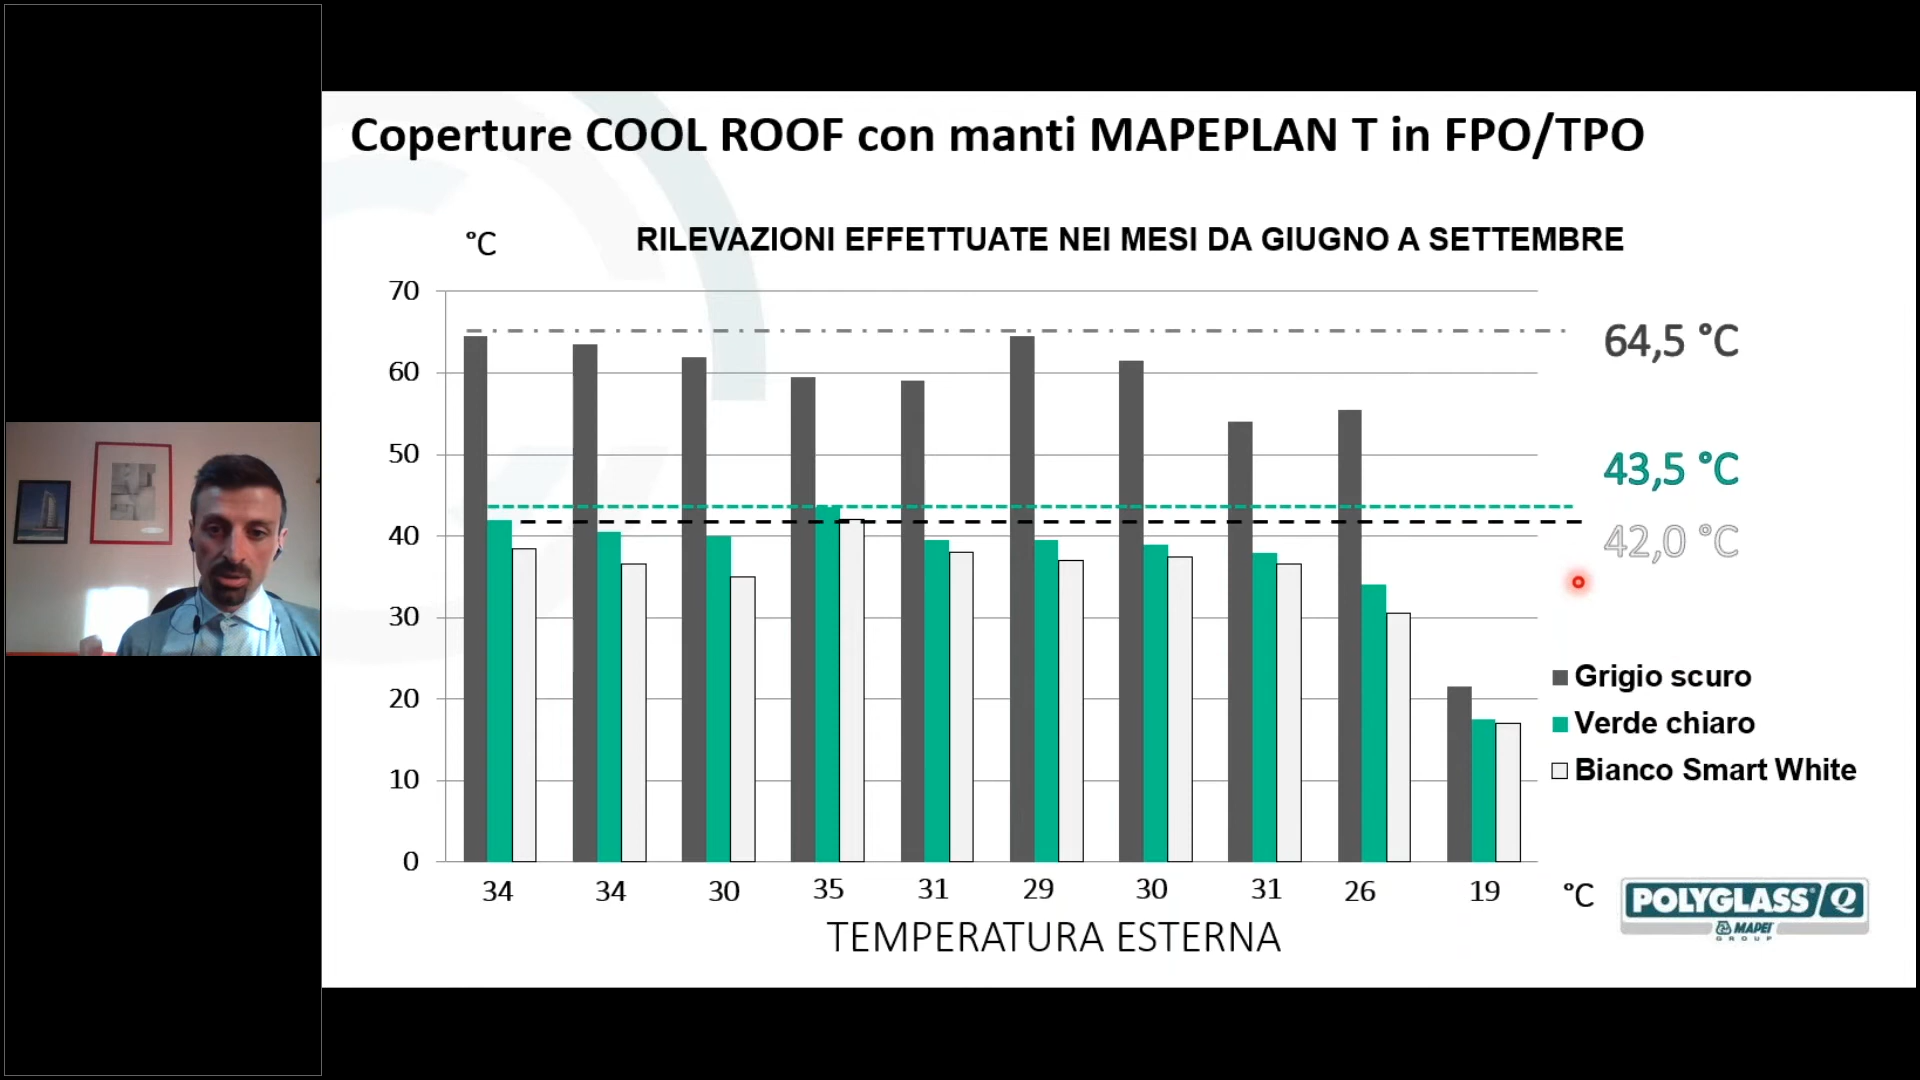 Coperture COOL ROOF con manti MAPEPLAN T in FPO/TPO
°C
RILEVAZIONI EFFETTUATE NEI MESI DA GIUGNO A SETTEMBRE
70
60
50
40
30
20
10
0
64,5 °C
43,5 °C
42,0 °C
Grigio scuro
Verde chiaro
Bianco Smart White
34 34 30 35 31 29 30 31 26 19 °C
TEMPERATURA ESTERNA
POLYGLASS® Q
MAPEI
GROUP